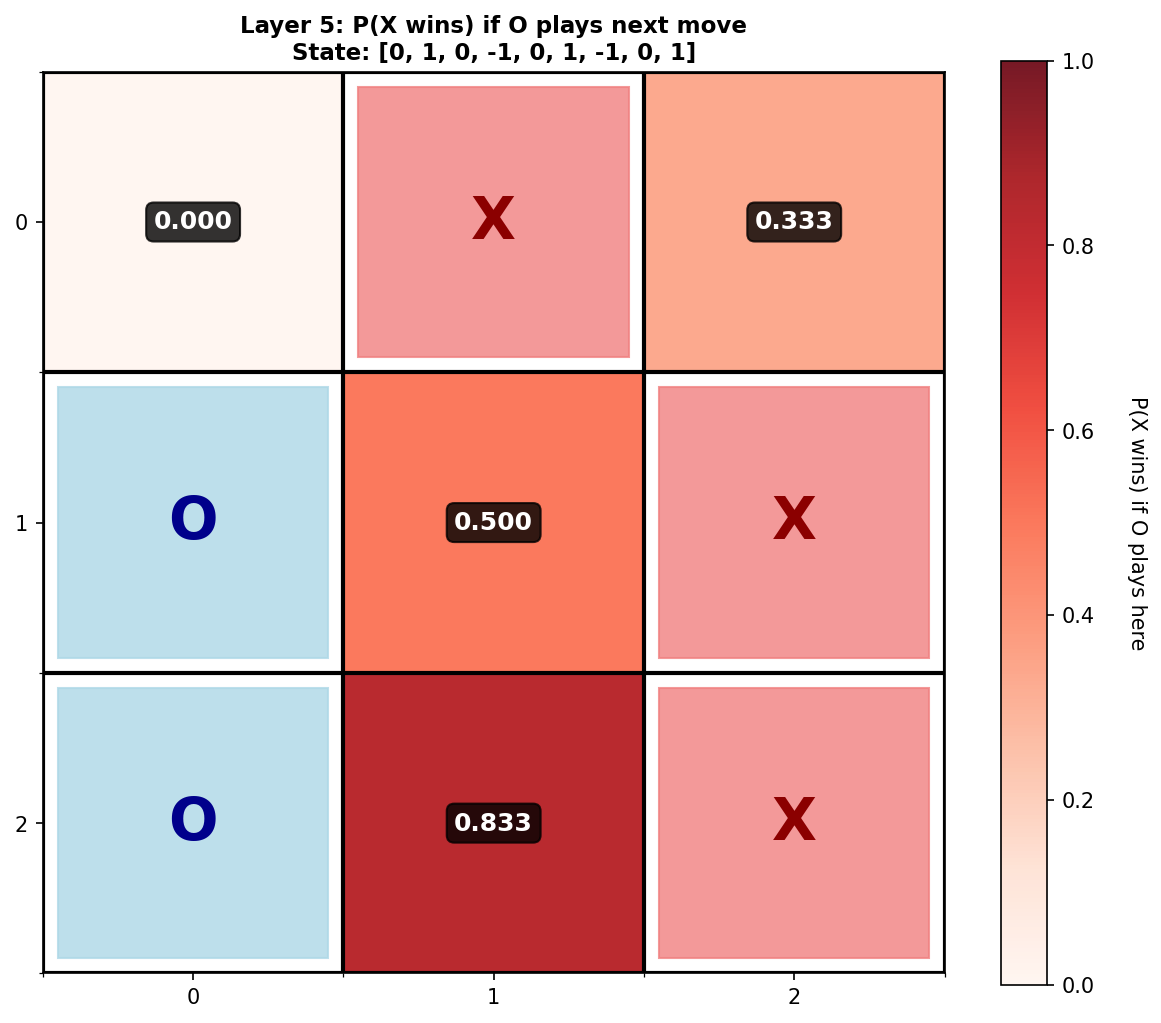 Layer 5: P(X wins) if O plays next move
State: [0, 1, 0, -1, 0, 1, -1, 0, 1]
0.000
X
0.333
O
0.500
X
O
0.833
X
0
1
2
0
1
2
1.0
0.8
0.6
0.4
0.2
0.0
P(X wins) if O plays here